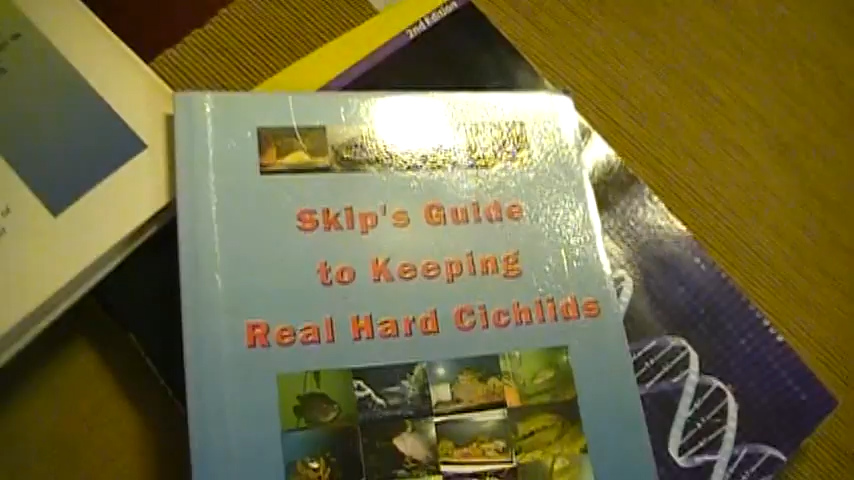 2nd Edition
Skip's Guide
to Keeping
Real Hard Cichlids